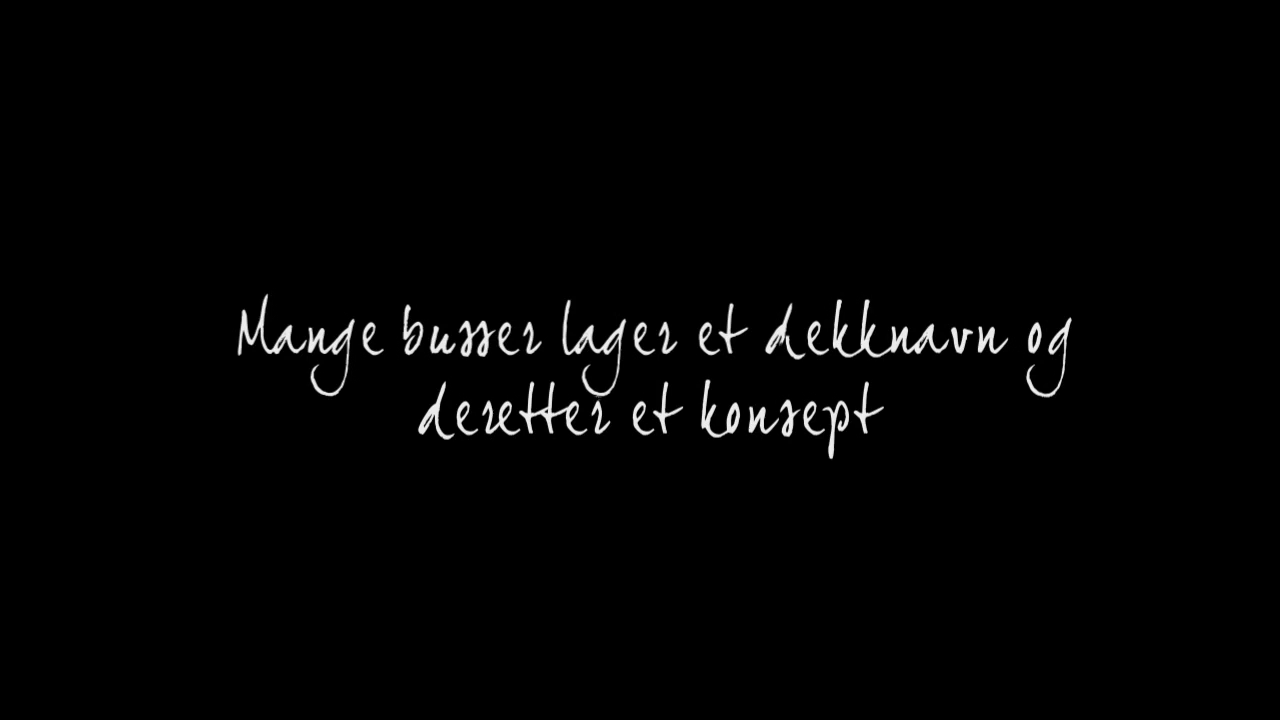 Mange busser lager et dekknavn og
deretter et konsept